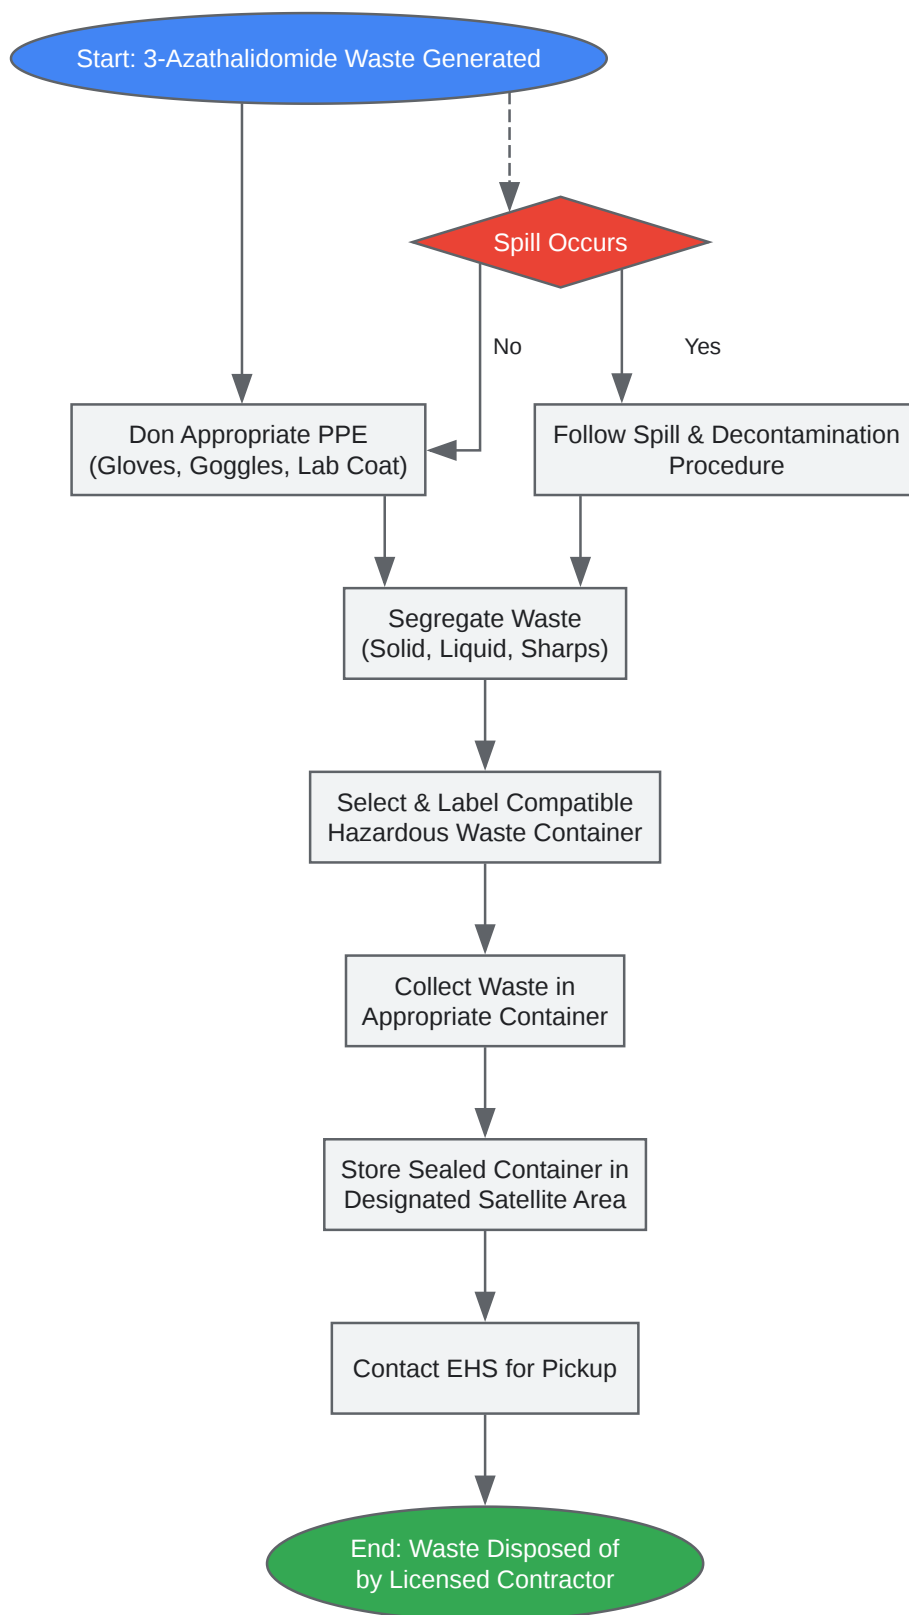 Start: 3-Azathalidomide Waste Generated
Spill Occurs
No
Yes
Don Appropriate PPE
(Gloves, Goggles, Lab Coat)
Follow Spill & Decontamination
Procedure
Segregate Waste
(Solid, Liquid, Sharps)
Select & Label Compatible
Hazardous Waste Container
Collect Waste in
Appropriate Container
Store Sealed Container in
Designated Satellite Area
Contact EHS for Pickup
End: Waste Disposed of
by Licensed Contractor